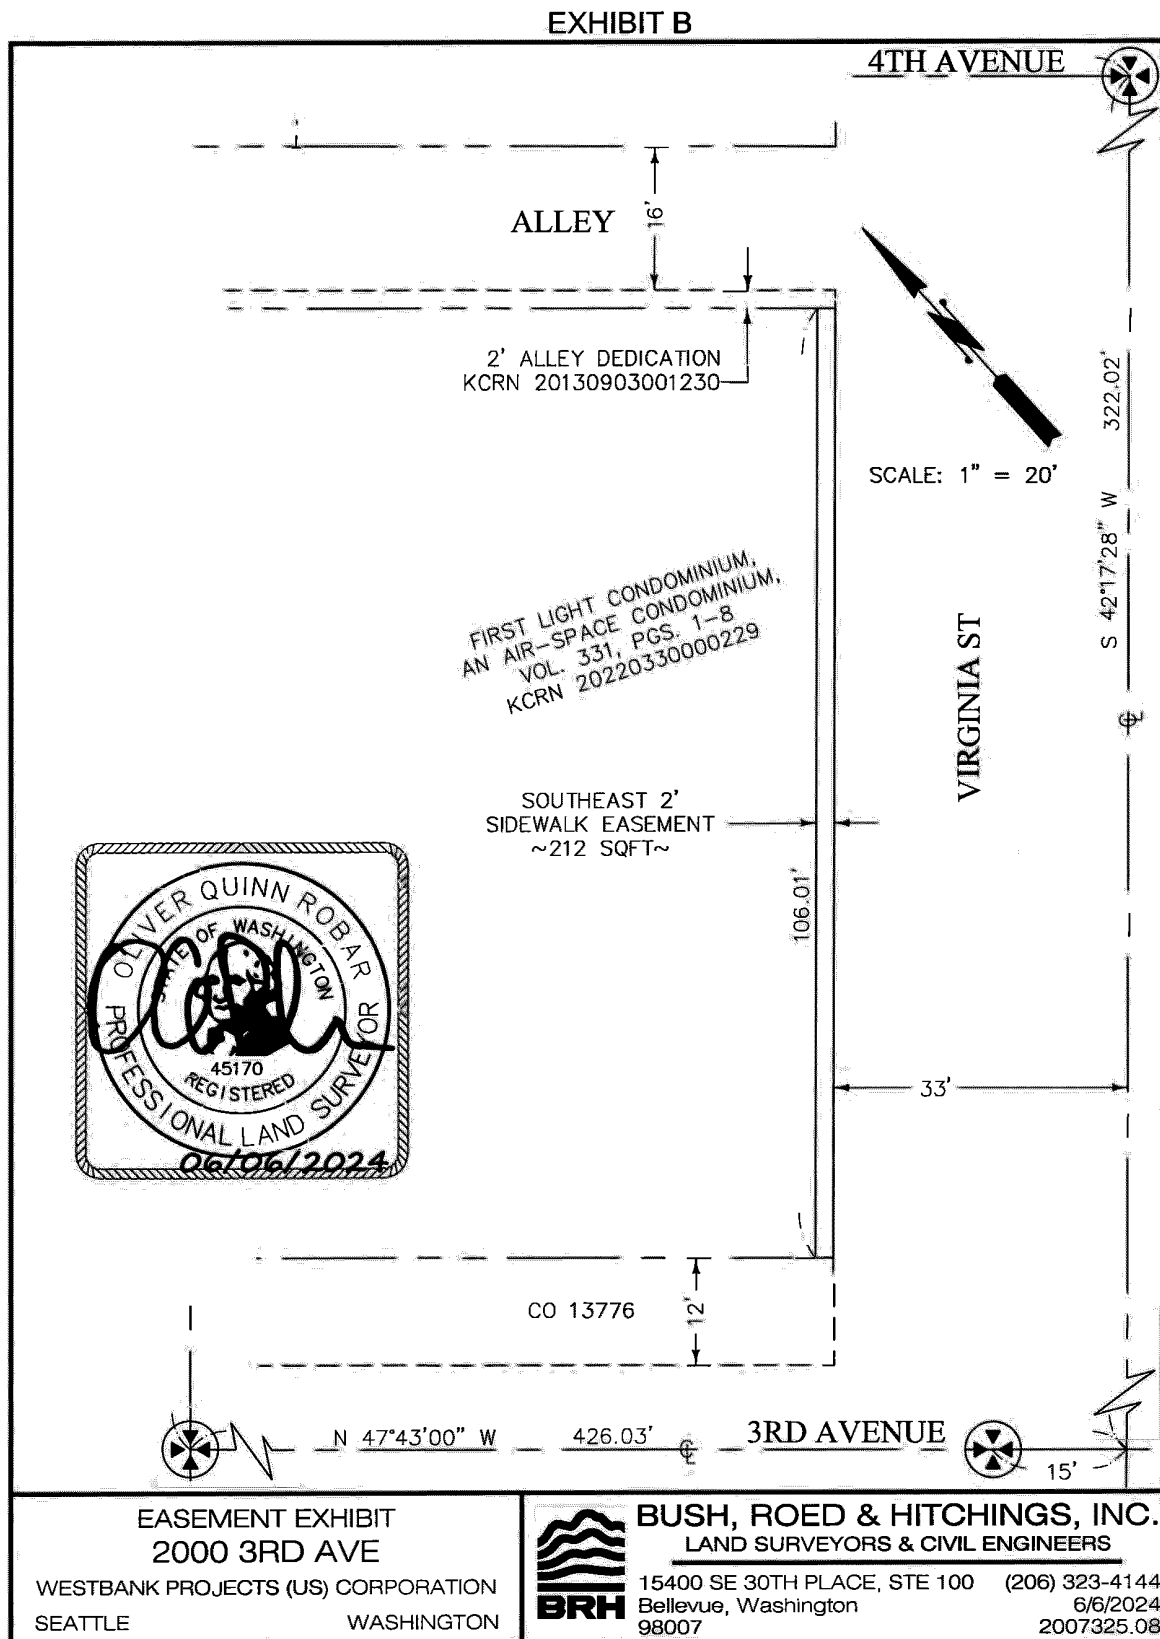 EXHIBIT B
4TH AVENUE
16'
ALLEY
2' ALLEY DEDICATION
KCRN 20130903001230
322.02'
SCALE: 1" = 20'
S 42°17'28" W
FIRST LIGHT CONDOMINIUM,
AN AIR-SPACE CONDOMINIUM,
VOL. 331, PGS. 1-8
KCRN 20220330000229
VIRGINIA ST
SOUTHEAST 2'
SIDEWALK EASEMENT
~212 SQFT~
106.01'
OLIVER QUINN ROBAR
STATE OF WASHINGTON
45170
REGISTERED
PROFESSIONAL LAND SURVEYOR
06/06/2024
33'
CO 13776
12'
N 47°43'00" W 426.03'
3RD AVENUE
15'
EASEMENT EXHIBIT
2000 3RD AVE
WESTBANK PROJECTS (US) CORPORATION
SEATTLE WASHINGTON
BRH
BUSH, ROED & HITCHINGS, INC.
LAND SURVEYORS & CIVIL ENGINEERS
15400 SE 30TH PLACE, STE 100 (206) 323-4144
Bellevue, Washington 6/6/2024
98007 2007325.08